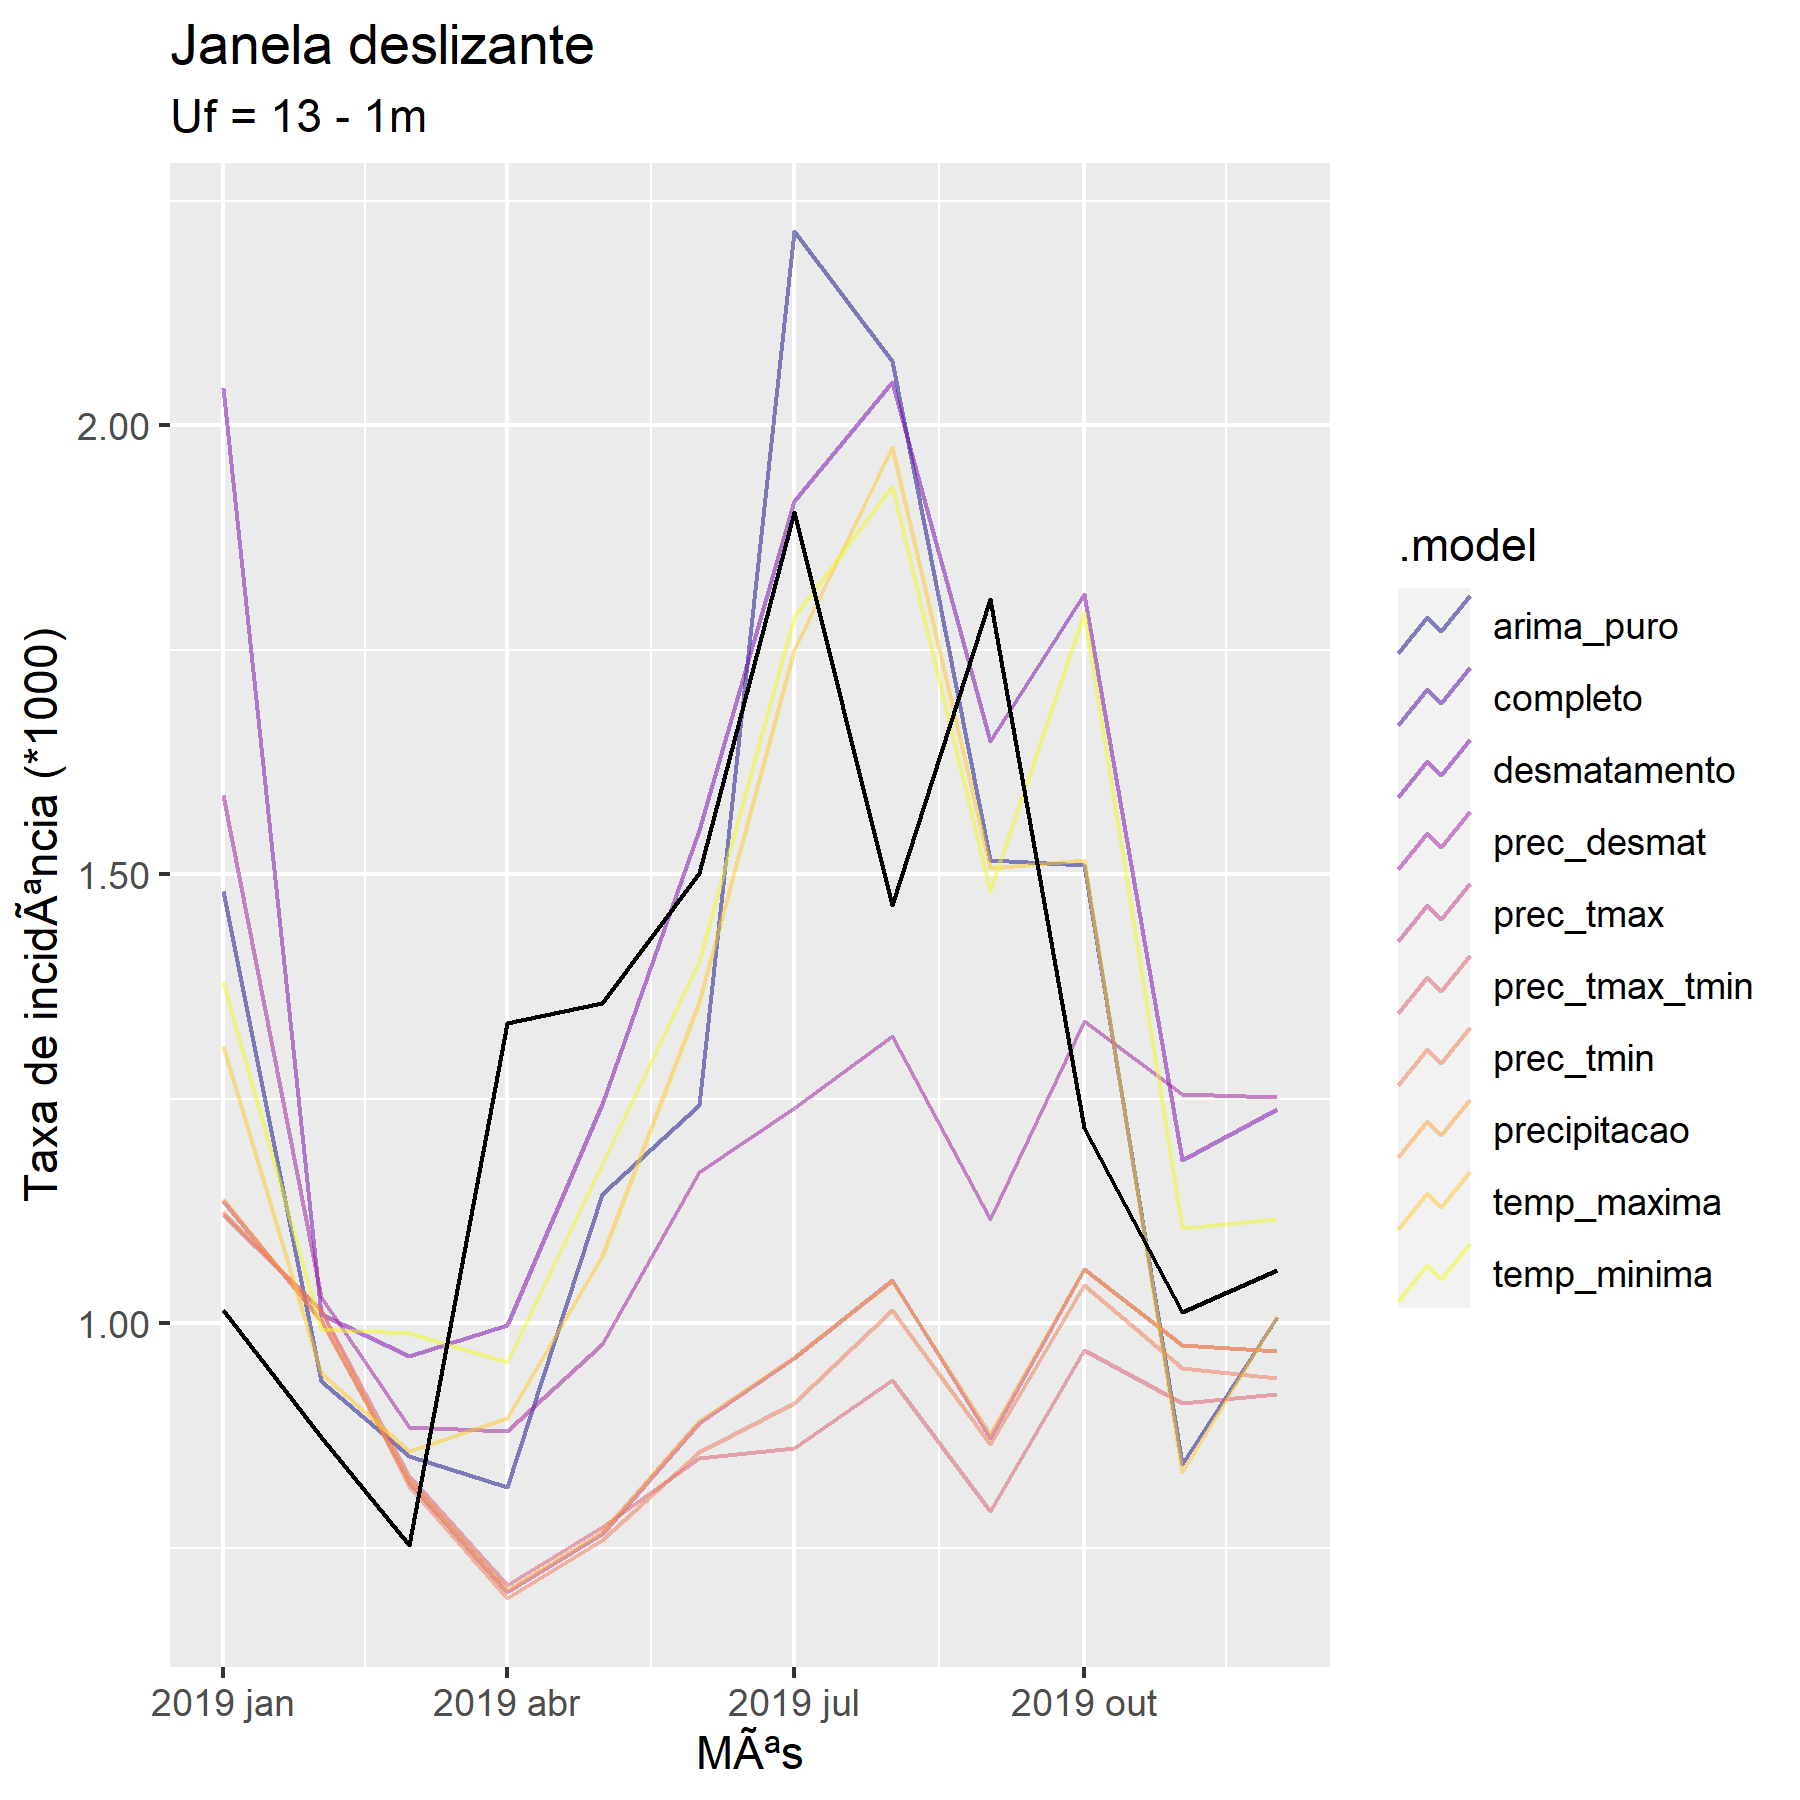 Janela deslizante
Uf = 13 - 1m
Taxa de incidÃªncia (*1000)
2.00
1.50
1.00
2019 jan
2019 abr
2019 jul
2019 out
MÃªs
.model
arima_puro
completo
desmatamento
prec_desmat
prec_tmax
prec_tmax_tmin
prec_tmin
precipitacao
temp_maxima
temp_minima